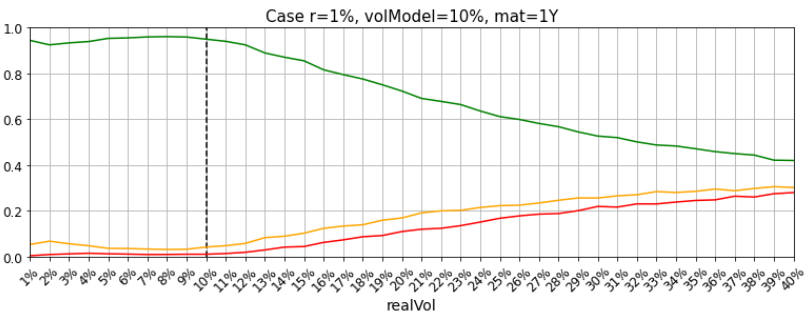 Case r=1%, volModel=10%, mat=1Y
1.0
0.8
0.6
0.4
0.2
0.0
1% 2% 3% 4% 5% 6% 7% 8% 9% 10% 11% 12% 13% 14% 15% 16% 17% 18% 19% 20% 21% 22% 23% 24% 25% 26% 27% 28% 29% 30% 31% 32% 33% 34% 35% 36% 37% 38% 39% 40%
realVol